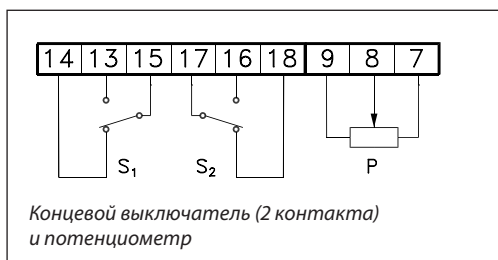 14 13 15 17 16 18 9 8 7
S₁ S₂ P
Концевой выключатель (2 контакта)
и потенциометр